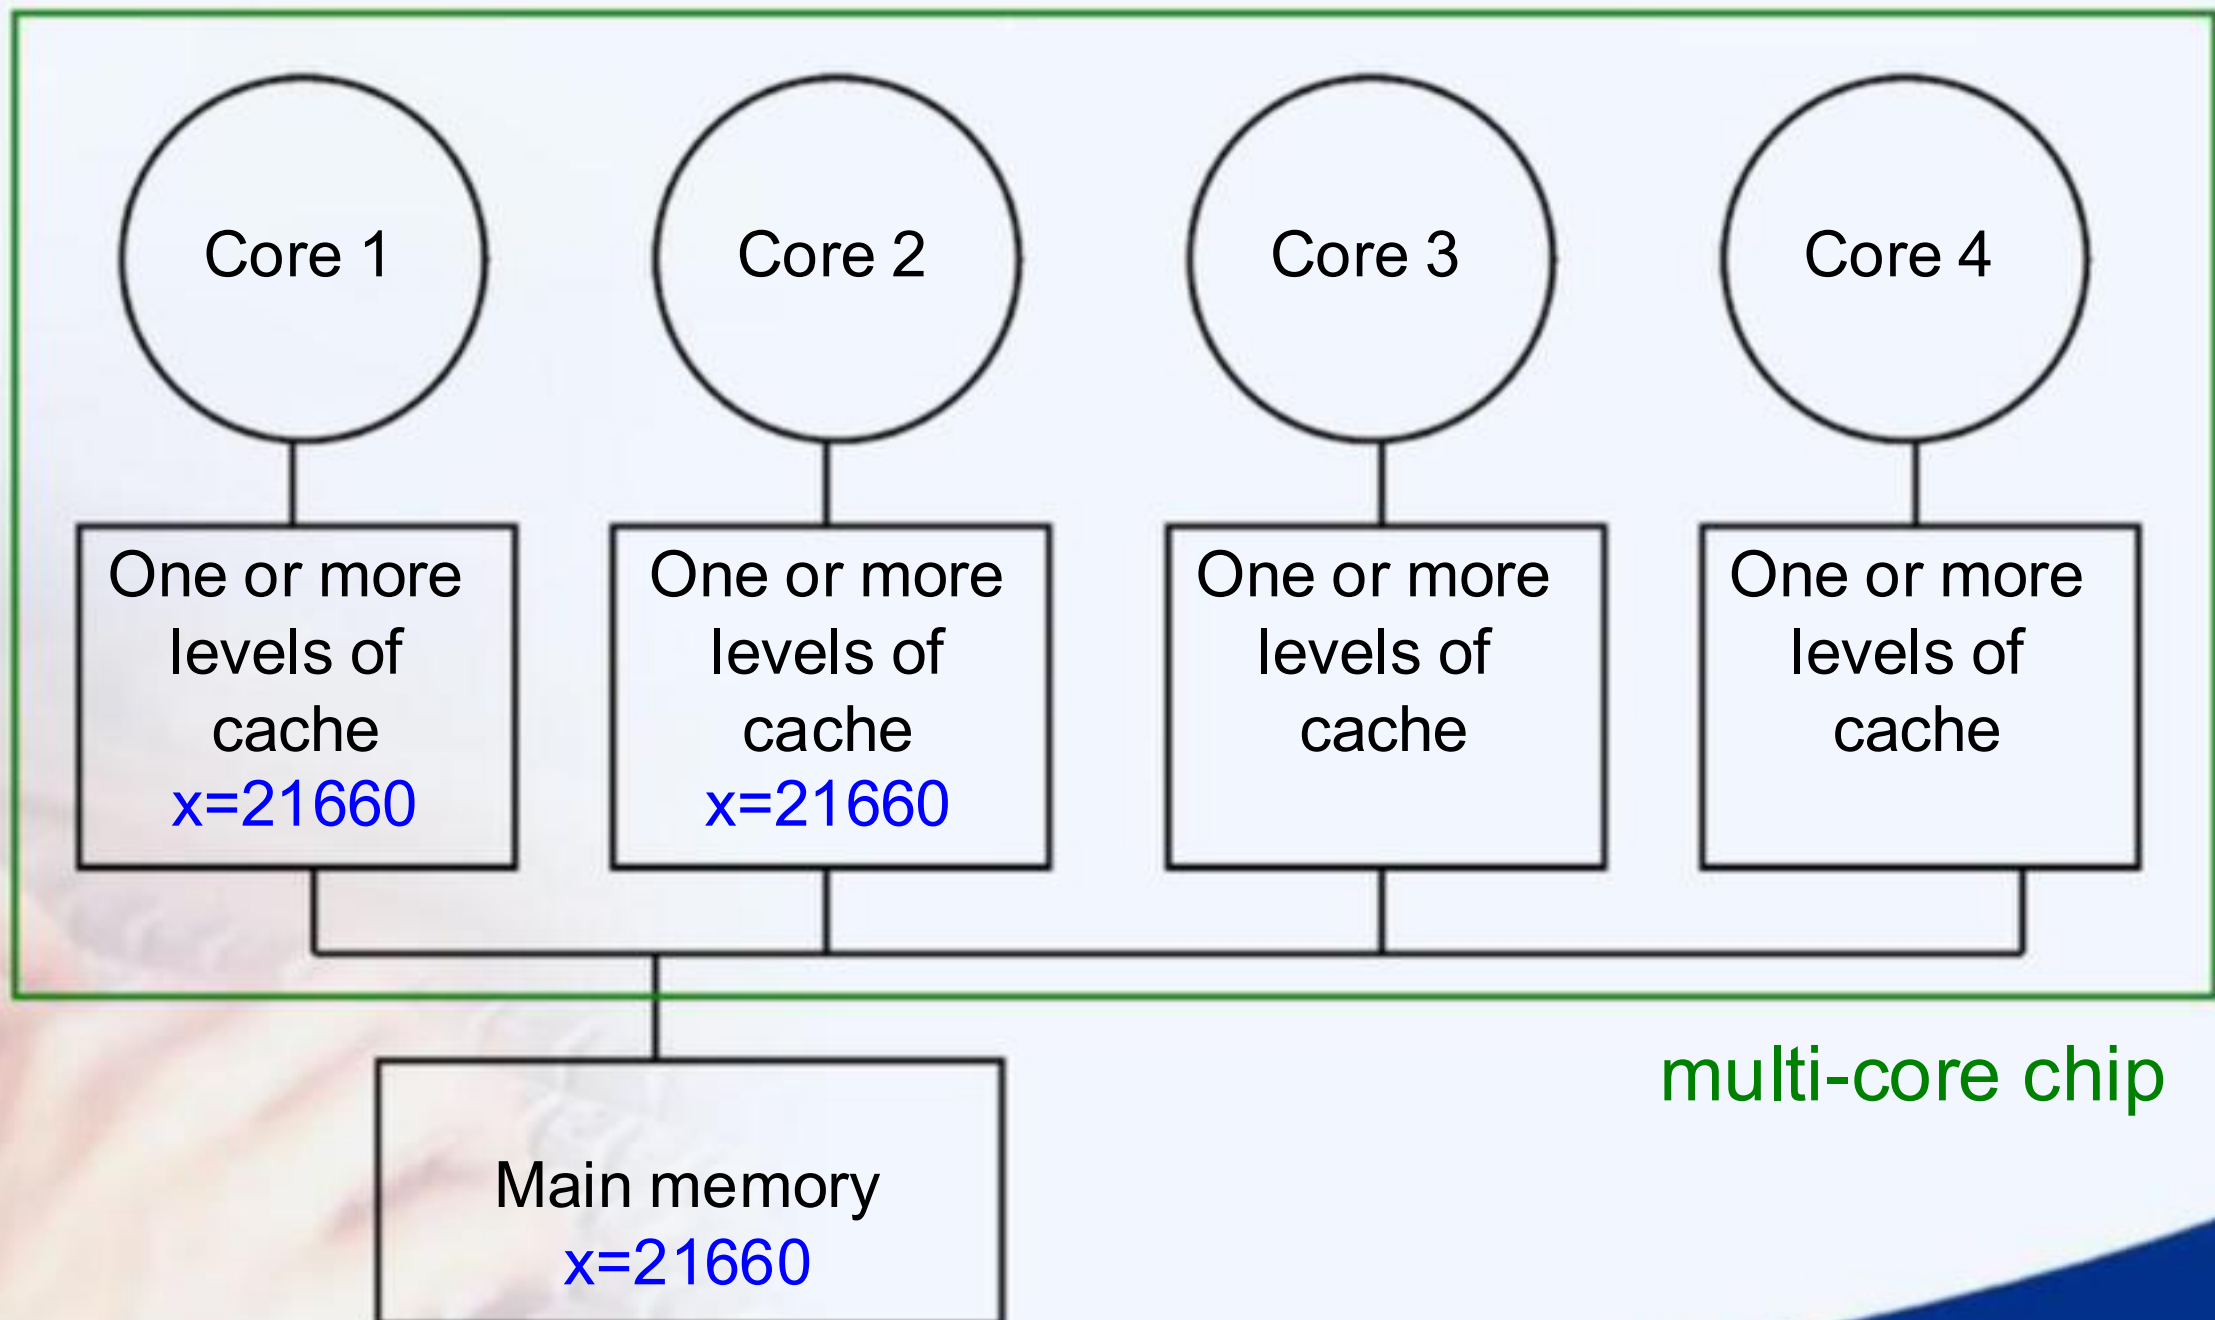 Core 1
Core 2
Core 3
Core 4
One or more
levels of
cache
x=21660
One or more
levels of
cache
x=21660
One or more
levels of
cache
One or more
levels of
cache
multi-core chip
Main memory
x=21660